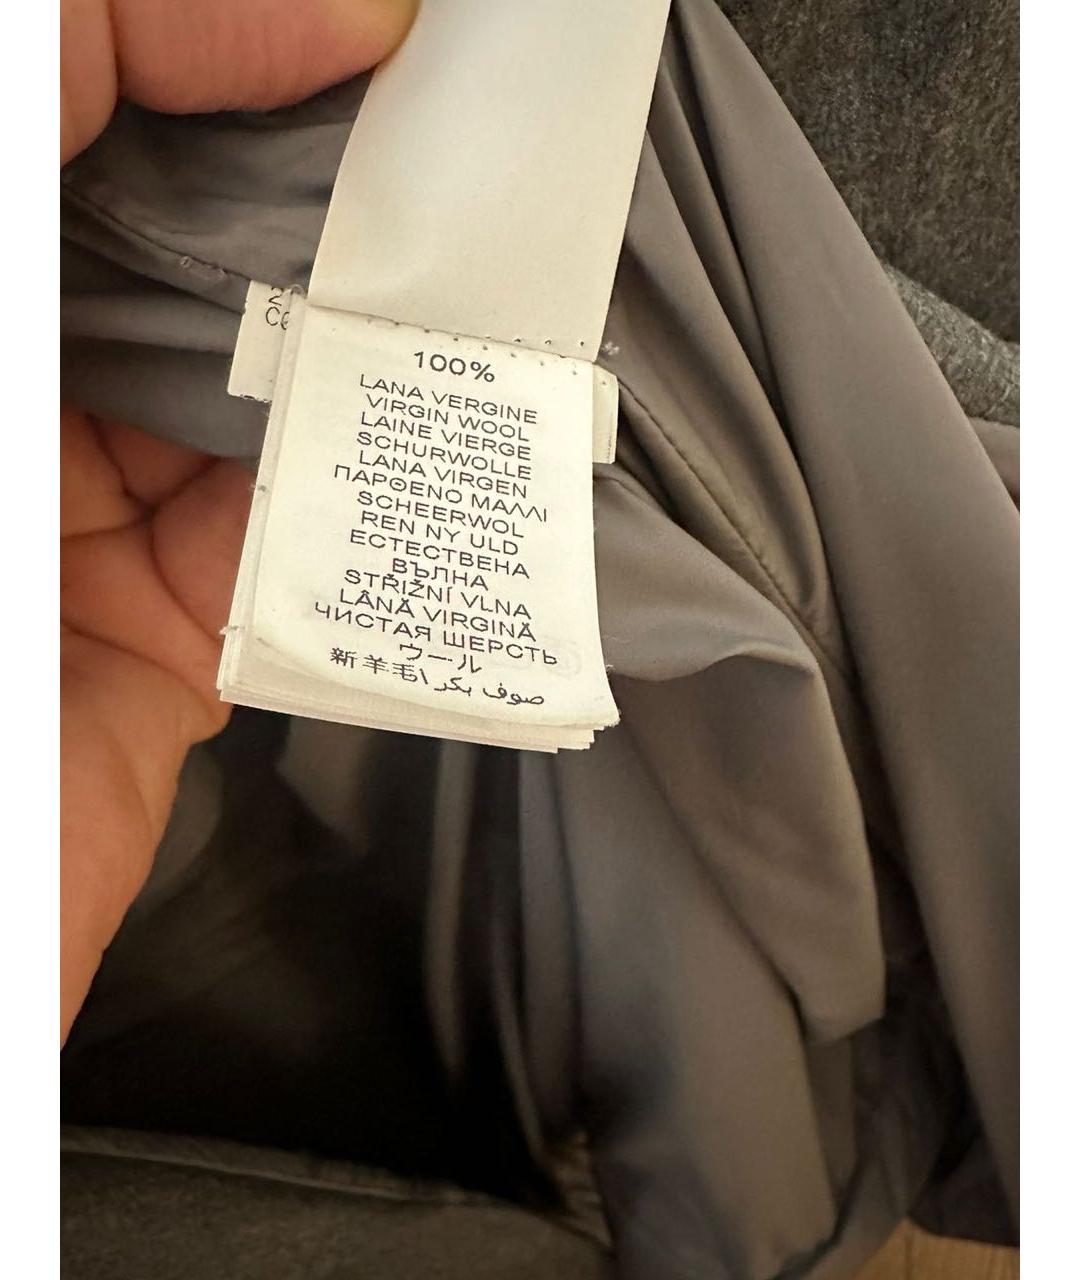 2
100%
LANA VERGINE
VIRGIN WOOL
LAINE VIERGE
SCHURWOLLE
LANA VIRGEN
ΠΑΡΘΕΝΟ ΜΑΛΛΙ
SCHEERWOL
REN NY ULD
ЕСТЕСТВЕНА
ВЪЛНА
STŘIŽNÍ VLNA
LÂNĂ VIRGINĂ
ЧИСТАЯ ШЕРСТЬ
ウール
新羊毛\ صوف بكر